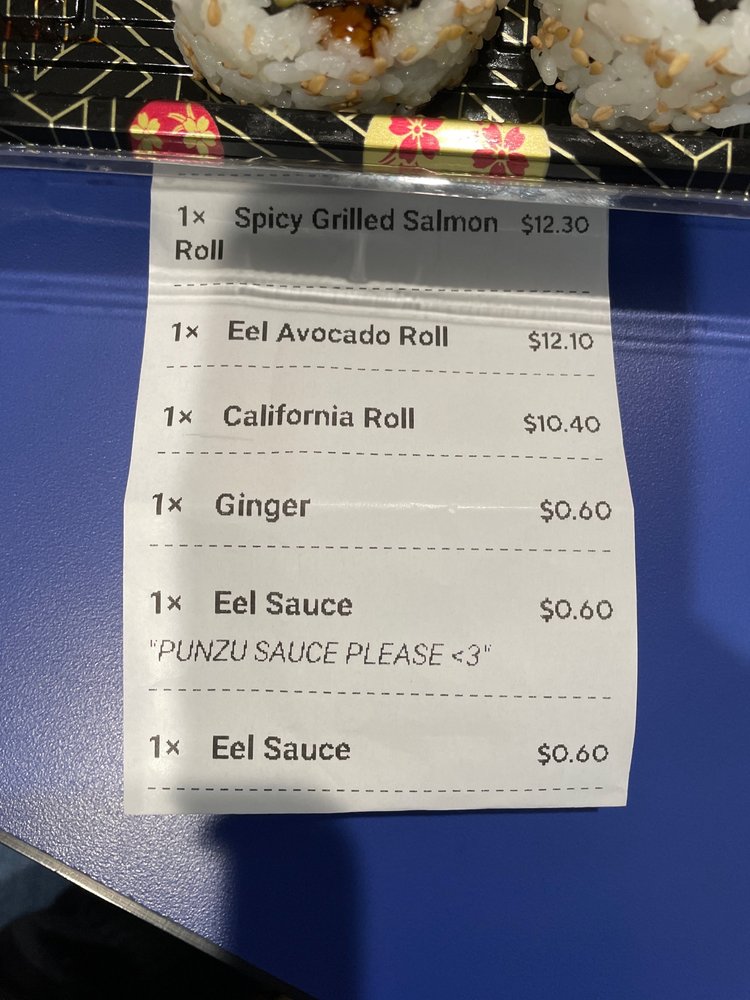 1× Spicy Grilled Salmon $12.30
Roll
1× Eel Avocado Roll $12.10
1× California Roll $10.40
1× Ginger $0.60
1× Eel Sauce $0.60
"PUNZU SAUCE PLEASE <3"
1× Eel Sauce $0.60